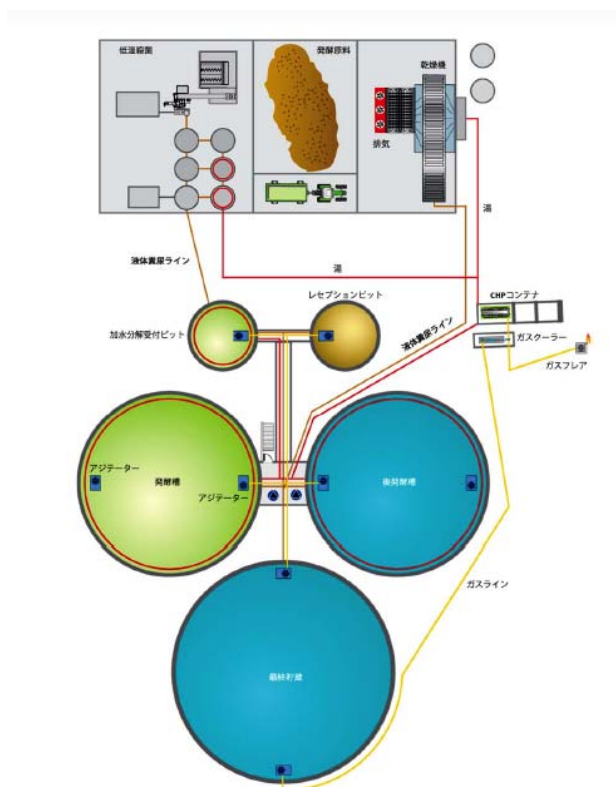 低温殺菌
発酵原料
乾燥機
排気
湯
液体糞尿ライン
湯
レセプションピット
CHPコンテナ
加水分解受付ピット
液体糞尿ライン
ガスクーラー
ガスフレア
アジテーター
発酵槽
アジテーター
後発酵槽
ガスライン
最終貯蔵